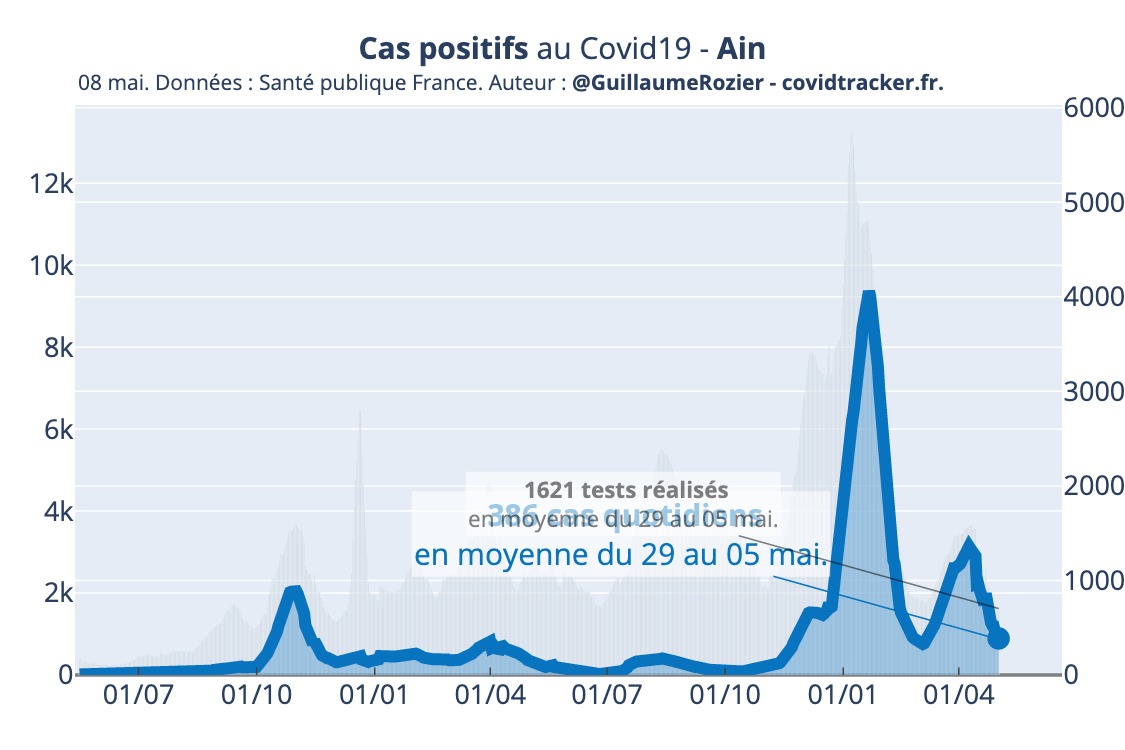 Cas positifs au Covid19 - Ain
08 mai. Données : Santé publique France. Auteur : @GuillaumeRozier - covidtracker.fr.
6000
12k
5000
10k
4000
8k
3000
6k
1621 tests réalisés
2000
4k
386 cas quotidiens
en moyenne du 29 au 05 mai.
en moyenne du 29 au 05 mai.
2k
1000
0
0
01/07
01/10
01/01
01/04
01/07
01/10
01/01
01/04